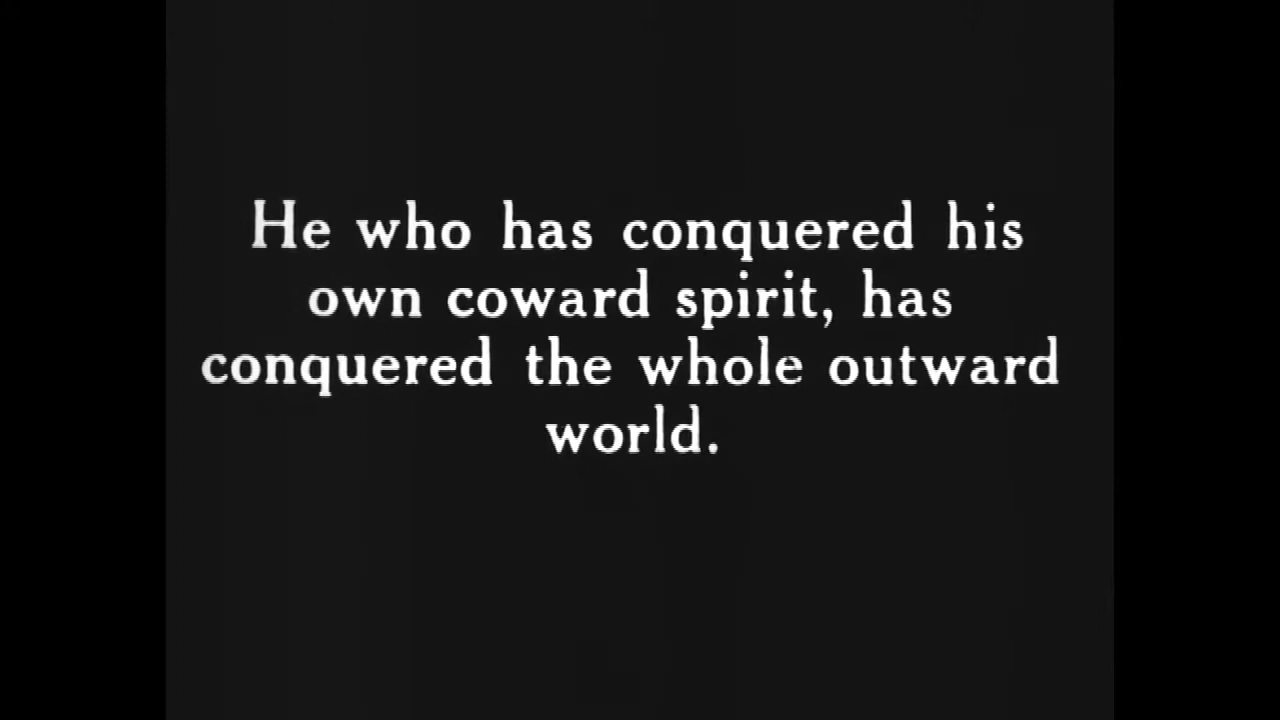 He who has conquered his
own coward spirit, has
conquered the whole outward
world.